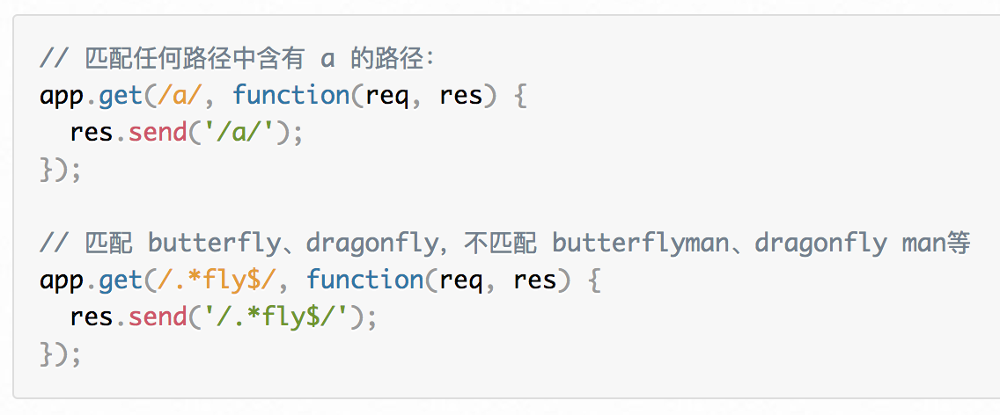 // 匹配任何路径中含有 a 的路径：
app.get(/a/, function(req, res) {
  res.send('/a/');
});

// 匹配 butterfly、dragonfly，不匹配 butterflyman、dragonfly man等
app.get(/.*fly$/, function(req, res) {
  res.send('/.*fly$/');
});